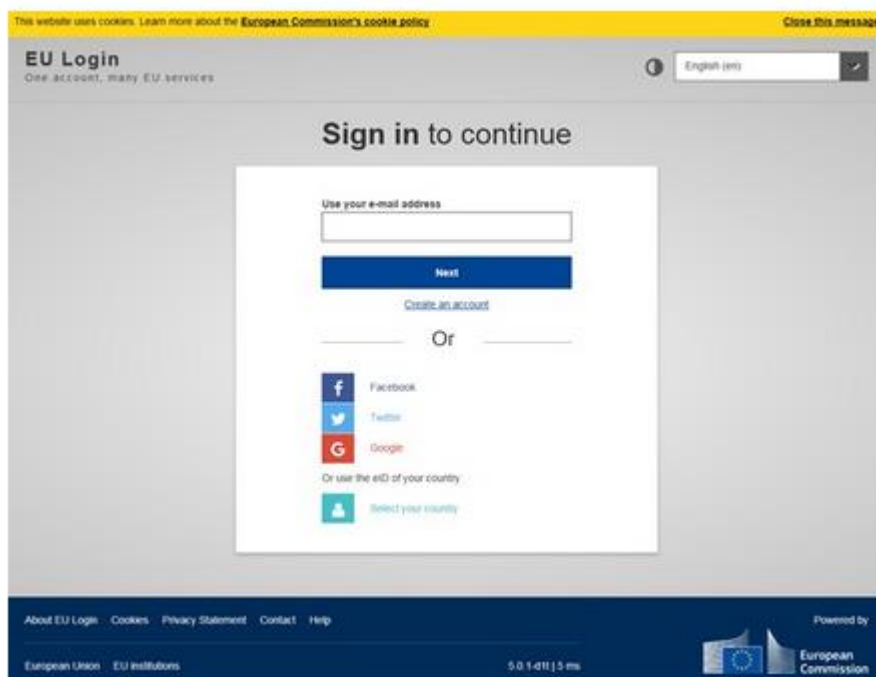 This website uses cookies. Learn more about the European Commission's cookie policy
Close this message
EU Login
One account, many EU services
English (en)
Sign in to continue
Use your e-mail address
Next
Create an account
Or
Facebook
Twitter
Google
Or use the eID of your country
Select your country
About EU Login Cookies Privacy Statement Contact Help
Powered by
European Union EU institutions
5 ms
European
Commission